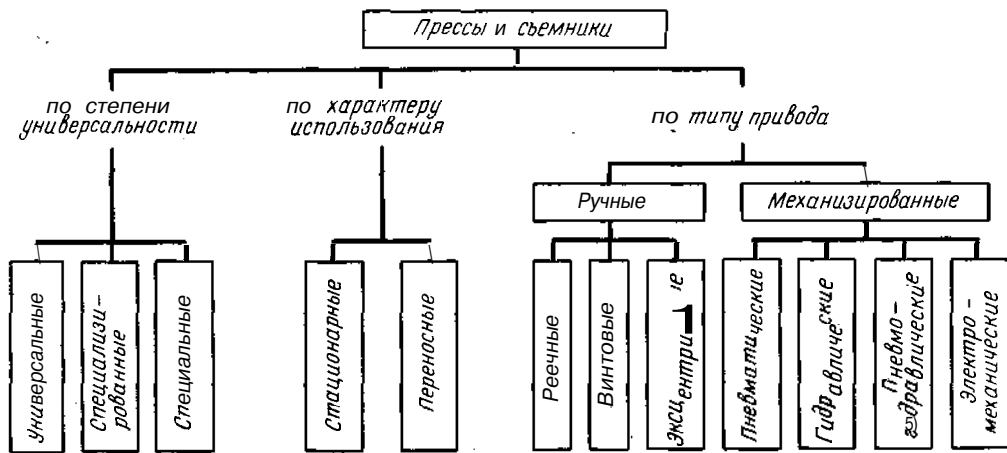 Прессы и съемники
по степени
универсальности
по характеру
использования
по типу привода
Ручные
Механизированные
Универсальные
Специализи-
рованные
Специальные
Стационарные
Переносные
Реечные
Винтовые
Пневматические
Гидравлические
Пневмо-
гидравлические
Электро-
механические